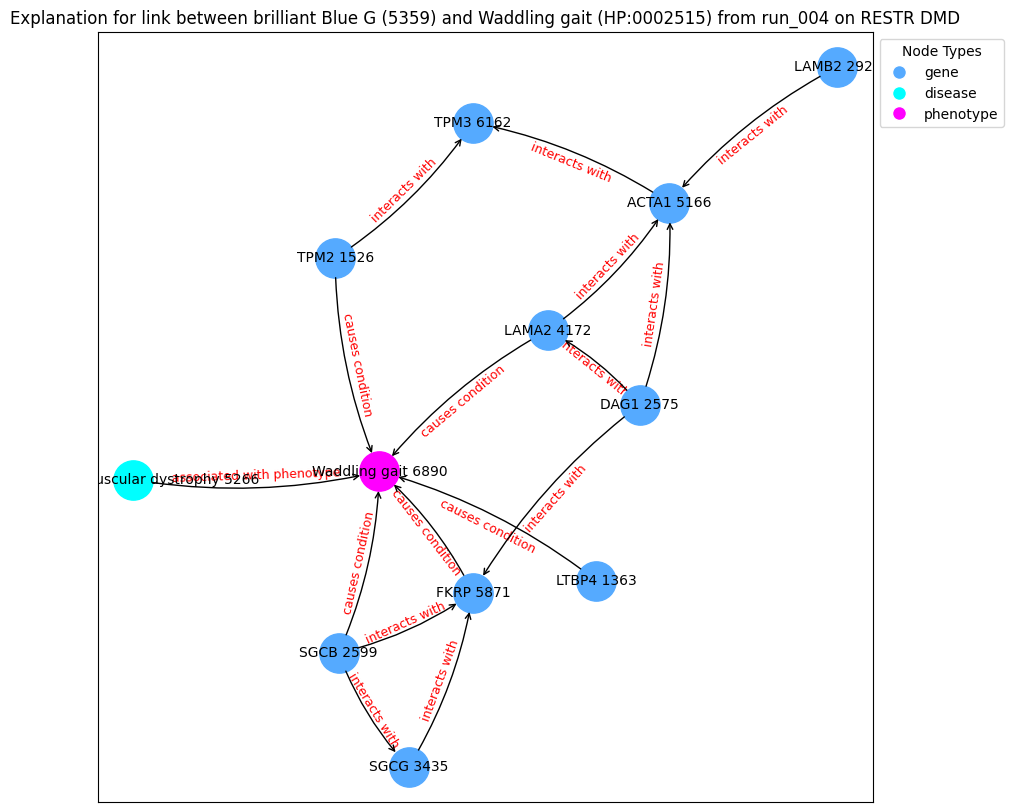 Explanation for link between brilliant Blue G (5359) and Waddling gait (HP:0002515) from run_004 on RESTR DMD
Node Types
gene
disease
phenotype
LAMB2 292
TPM3 6162
interacts with
interacts with
interacts with
ACTA1 5166
TPM2 1526
interacts with
interacts with
LAMA2 4172
causes condition
interacts with
causes condition
DAG1 2575
Waddling gait 6890
associated with phenotype
uscular dystrophy 5266
causes condition
interacts with
causes condition
causes condition
LTBP4 1363
FKRP 5871
interacts with
SGCB 2599
interacts with
interacts with
SGCG 3435